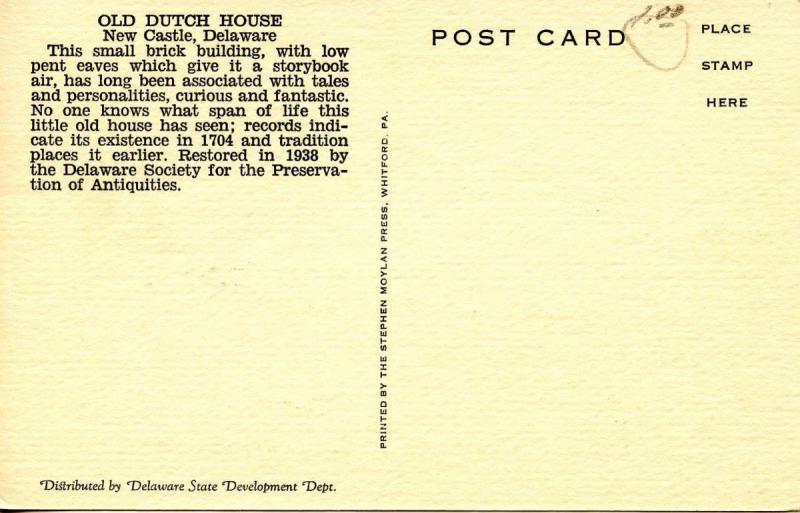 OLD DUTCH HOUSE
New Castle, Delaware
This small brick building, with low
pent eaves which give it a storybook
air, has long been associated with tales
and personalities, curious and fantastic.
No one knows what span of life this
little old house has seen; records indi-
cate its existence in 1704 and tradition
places it earlier. Restored in 1938 by
the Delaware Society for the Preserva-
tion of Antiquities.
Distributed by Delaware State Development Dept.
PRINTED BY THE STEPHEN MOYLAN PRESS, WHITFORD, PA.
POST CARD
PLACE
STAMP
HERE